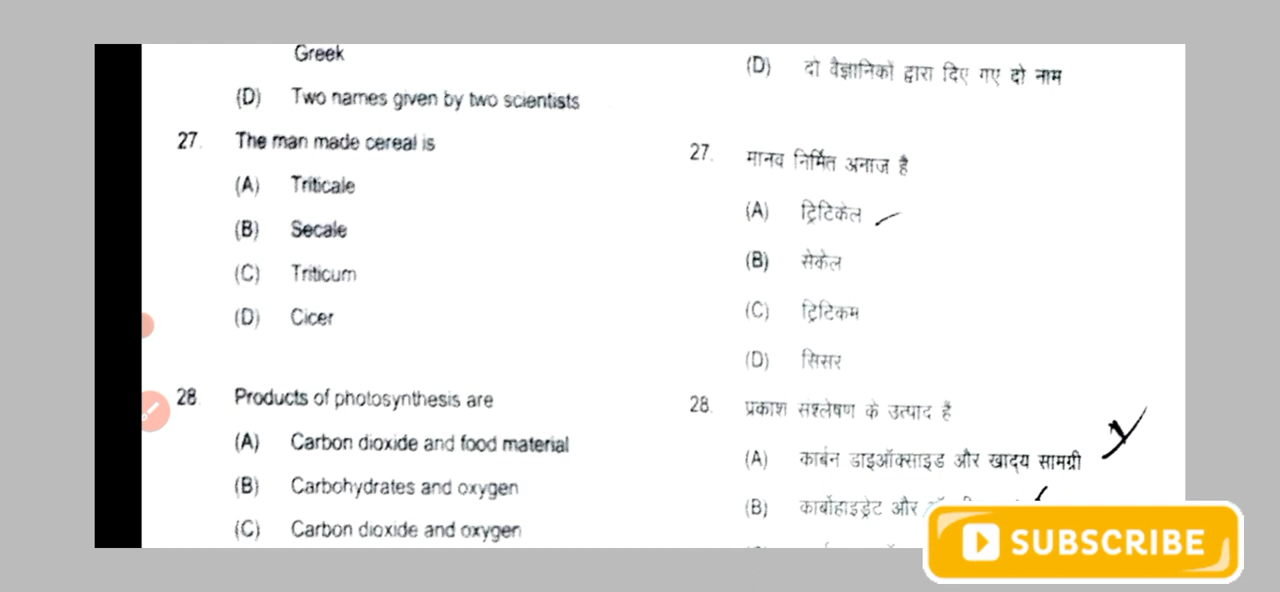 Greek
(D) Two names given by two scientists
27. The man made cereal is
(A) Triticale
(B) Secale
(C) Triticum
(D) Cicer
28. Products of photosynthesis are
(A) Carbon dioxide and food material
(B) Carbohydrates and oxygen
(C) Carbon dioxide and oxygen
(D) दो वैज्ञानिकों द्वारा दिए गए दो नाम
27. मानव निर्मित अनाज है
(A) ट्रिटिकेल
(B) सेकेल
(C) ट्रिटिकम
(D) सिसर
28. प्रकाश संश्लेषण के उत्पाद हैं
(A) कार्बन डाइऑक्साइड और खाद्य सामग्री
(B) कार्बोहाइड्रेट और
SUBSCRIBE